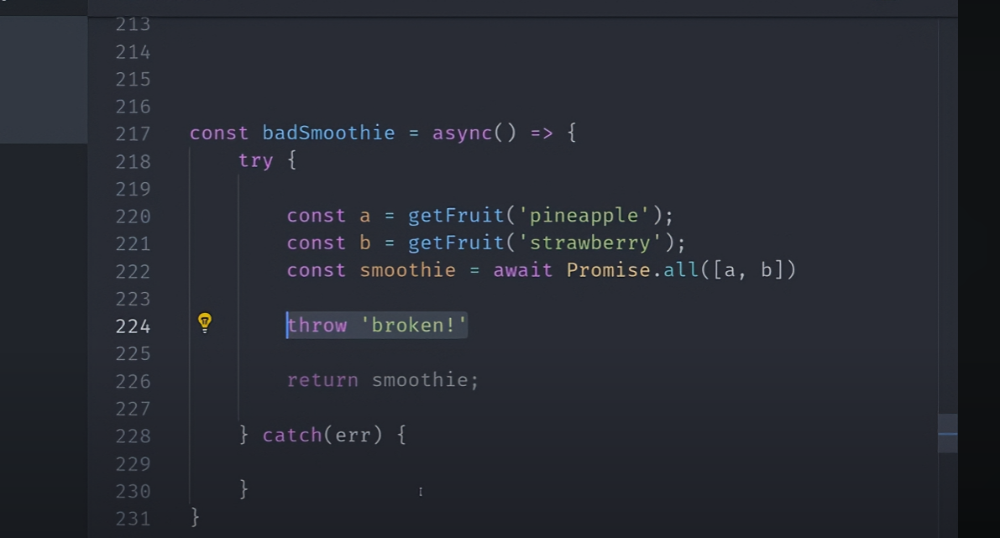 213
214
215
216
217 const badSmoothie = async() => {
218 try {
219
220 const a = getFruit('pineapple');
221 const b = getFruit('strawberry');
222 const smoothie = await Promise.all([a, b])
223
224 throw 'broken!'
225
226 return smoothie;
227
228 } catch(err) {
229
230 }
231 }